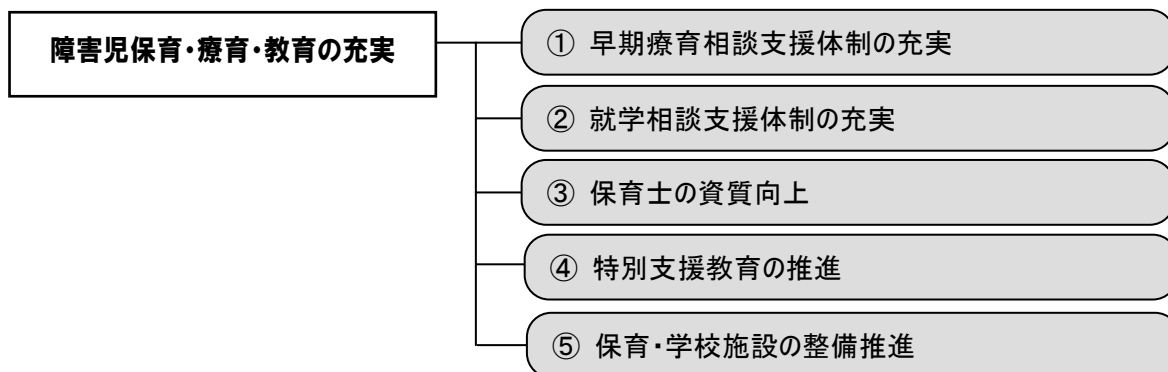 障害児保育・療育・教育の充実
① 早期療育相談支援体制の充実
② 就学相談支援体制の充実
③ 保育士の資質向上
④ 特別支援教育の推進
⑤ 保育・学校施設の整備推進